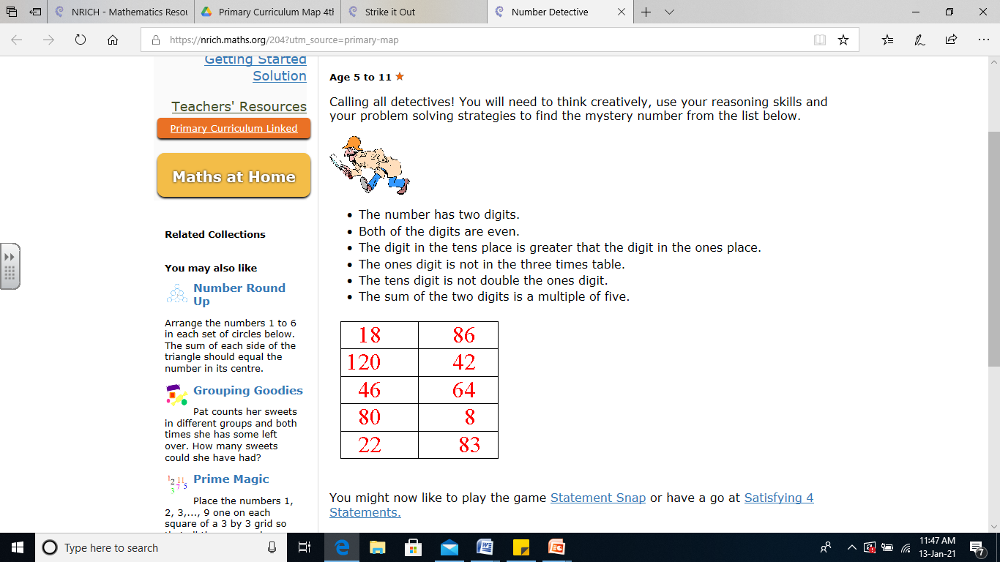 NRICH - Mathematics Resou
Primary Curriculum Map 4th
Strike it Out
Number Detective
https://nrich.maths.org/204?utm_source=primary-map
Getting Started
Solution
Teachers' Resources
Primary Curriculum Linked
Maths at Home
Related Collections
You may also like
Number Round
Up
Arrange the numbers 1 to 6
in each set of circles below.
The sum of each side of the
triangle should equal the
number in its centre.
Grouping Goodies
Pat counts her sweets
in different groups and both
times she has some left
over. How many sweets
could she have had?
Prime Magic
Place the numbers 1,
2, 3,..., 9 one on each
square of a 3 by 3 grid so
Age 5 to 11
Calling all detectives! You will need to think creatively, use your reasoning skills and
your problem solving strategies to find the mystery number from the list below.
• The number has two digits.
• Both of the digits are even.
• The digit in the tens place is greater that the digit in the ones place.
• The ones digit is not in the three times table.
• The tens digit is not double the ones digit.
• The sum of the two digits is a multiple of five.
18 86
120 42
46 64
80 8
22 83
You might now like to play the game Statement Snap or have a go at Satisfying 4
Statements.
Type here to search
11:47 AM
13-Jan-21
7